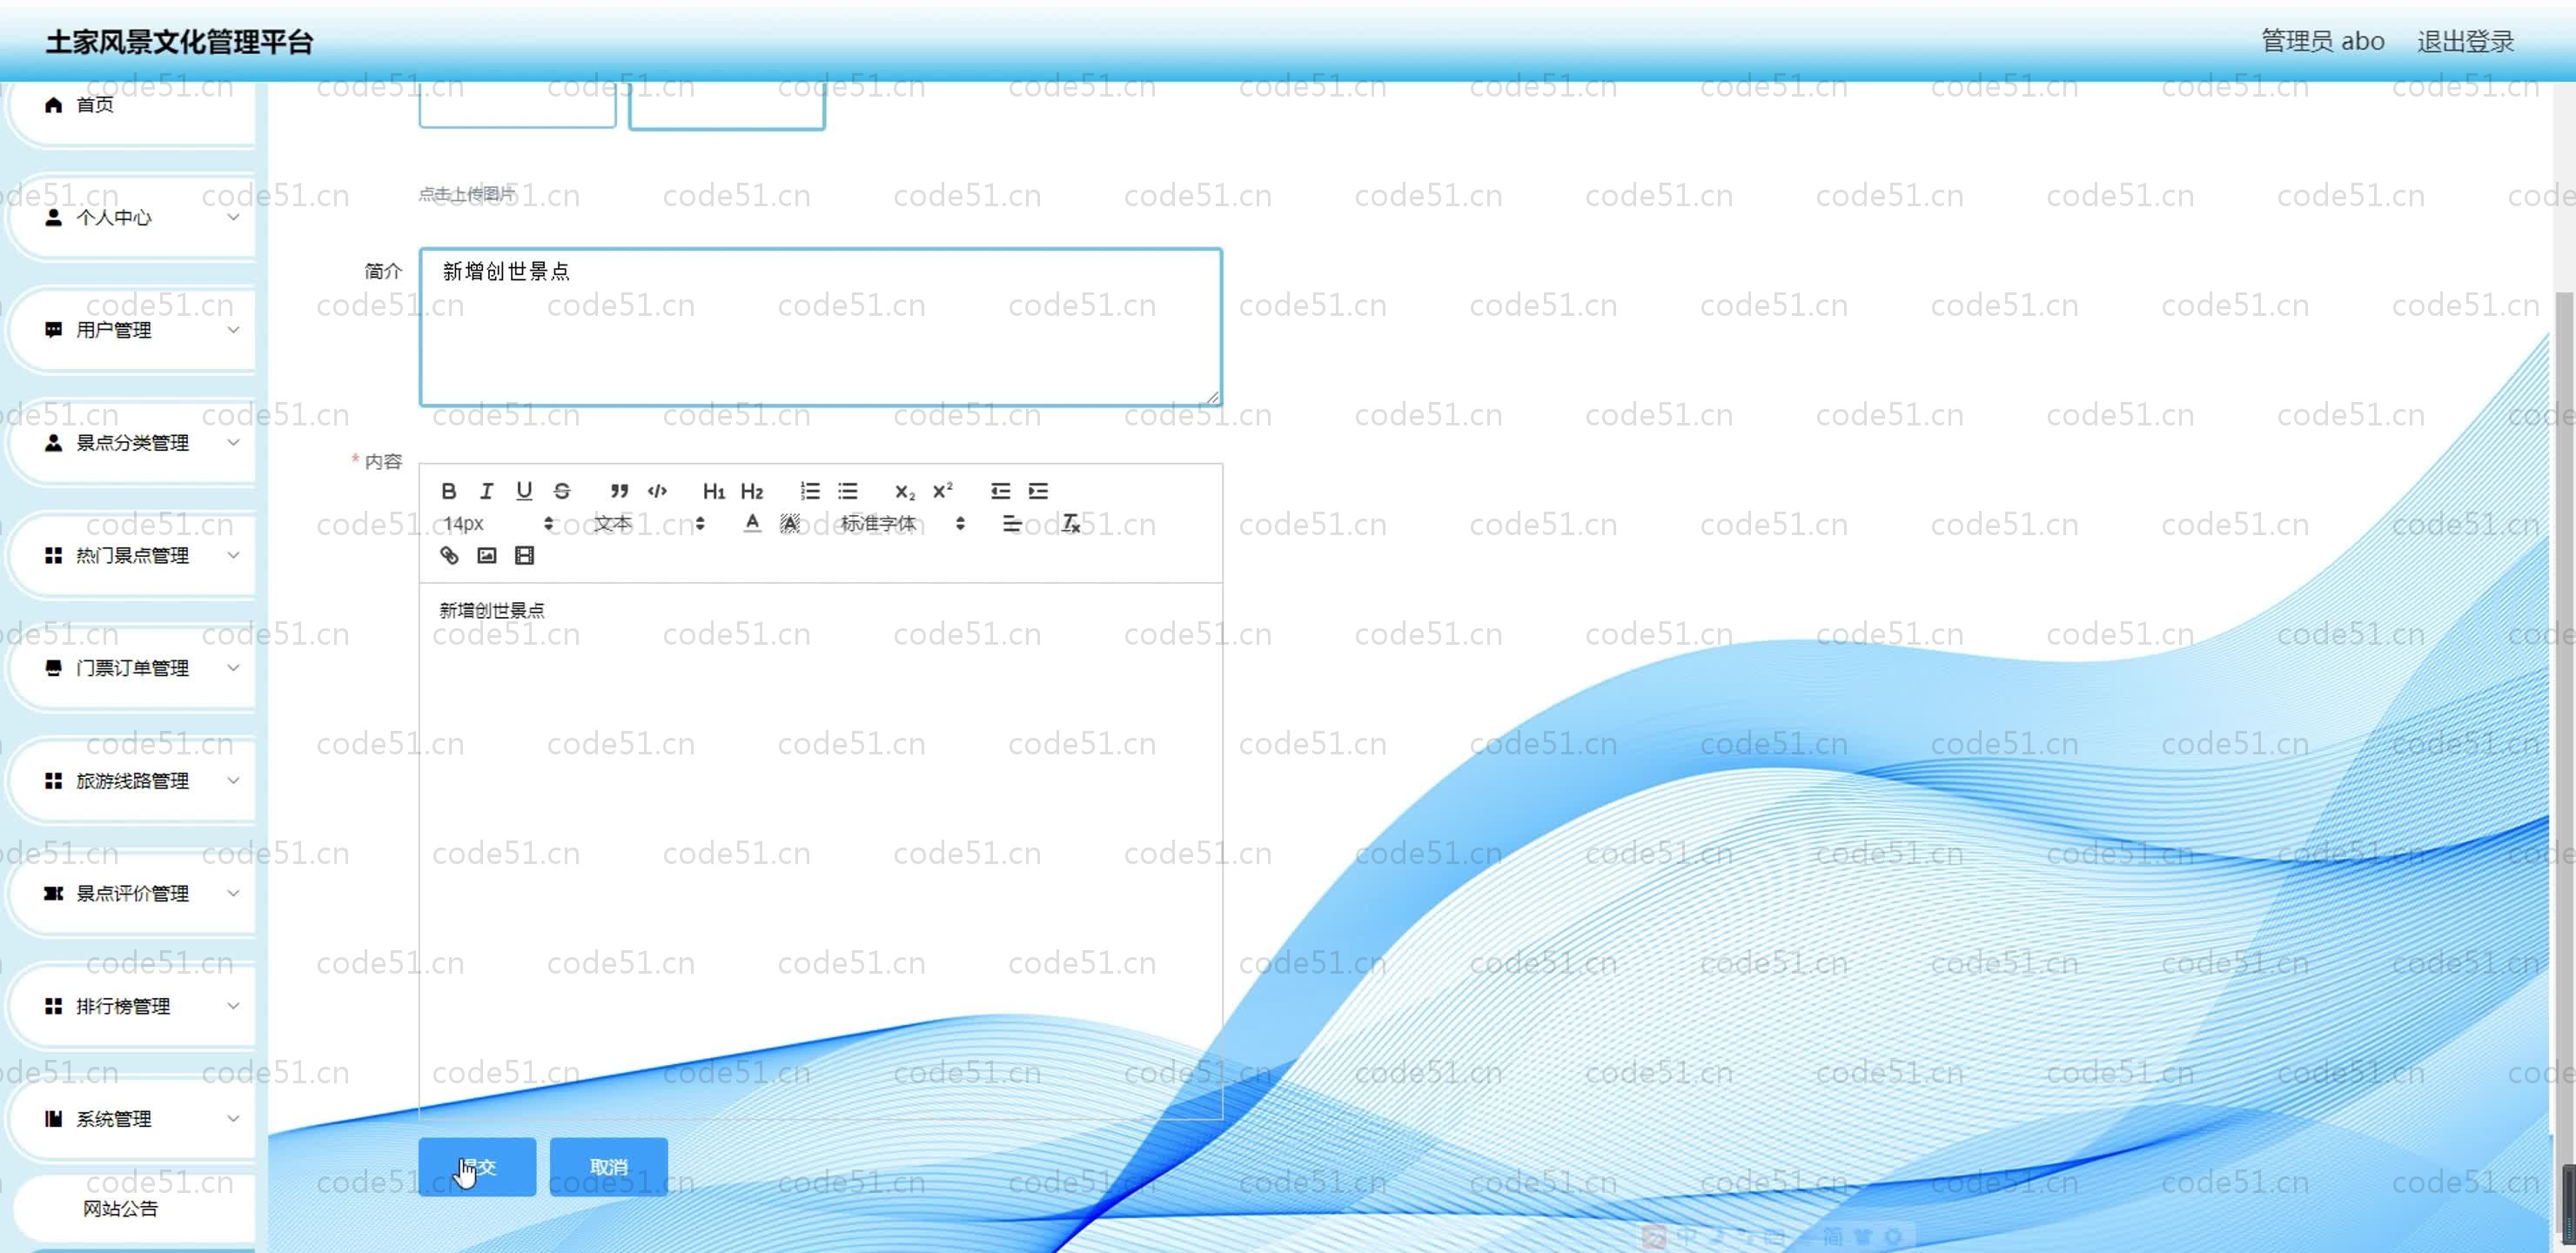 土家风景文化管理平台
管理员 abo 退出登录
首页
个人中心
用户管理
景点分类管理
热门景点管理
门票订单管理
旅游线路管理
景点评价管理
排行榜管理
系统管理
网站公告
点击上传图片
简介
新增创世景点
* 内容
B I U S H1 H2 X2 X2
14px 文本 A A 标准字体 Tx
新增创世景点
交 取消
code51.cn